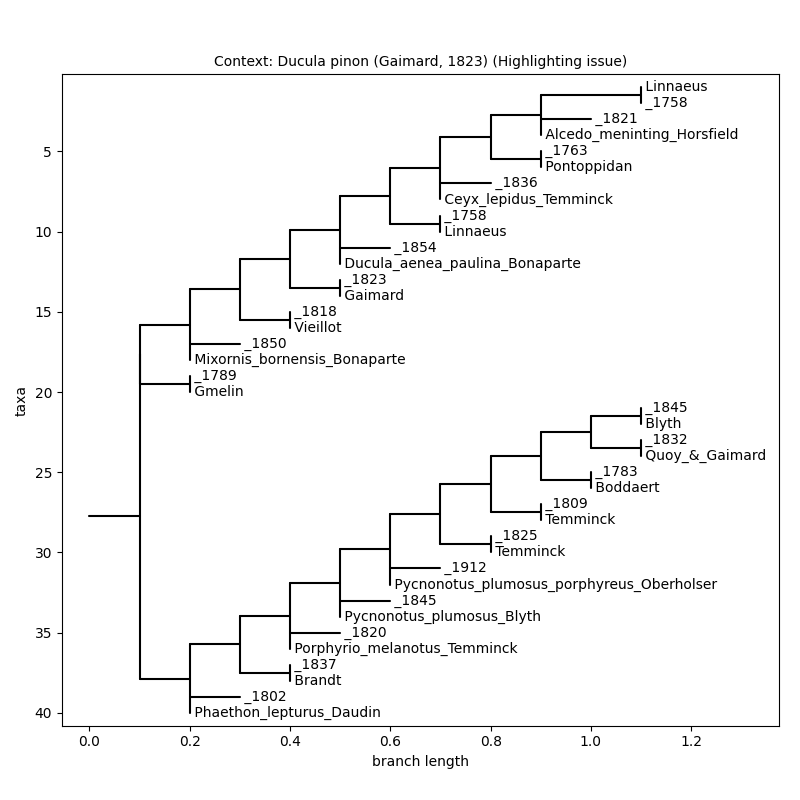 Context: Ducula pinon (Gaimard, 1823) (Highlighting issue)
Linnaeus
_1758
_1821
Alcedo_meninting_Horsfield
_1763
Pontoppidan
_1836
Ceyx_lepidus_Temminck
_1758
Linnaeus
_1854
Ducula_aenea_paulina_Bonaparte
_1823
Gaimard
_1818
Vieillot
_1850
Mixornis_bornensis_Bonaparte
_1789
Gmelin
_1845
Blyth
_1832
Quoy_&_Gaimard
_1783
Boddaert
_1809
Temminck
_1825
Temminck
_1912
Pycnonotus_plumosus_porphyreus_Oberholser
_1845
Pycnonotus_plumosus_Blyth
_1820
Porphyrio_melanotus_Temminck
_1837
Brandt
_1802
Phaethon_lepturus_Daudin
5
10
15
20
25
30
35
40
taxa
0.0 0.2 0.4 0.6 0.8 1.0 1.2
branch length